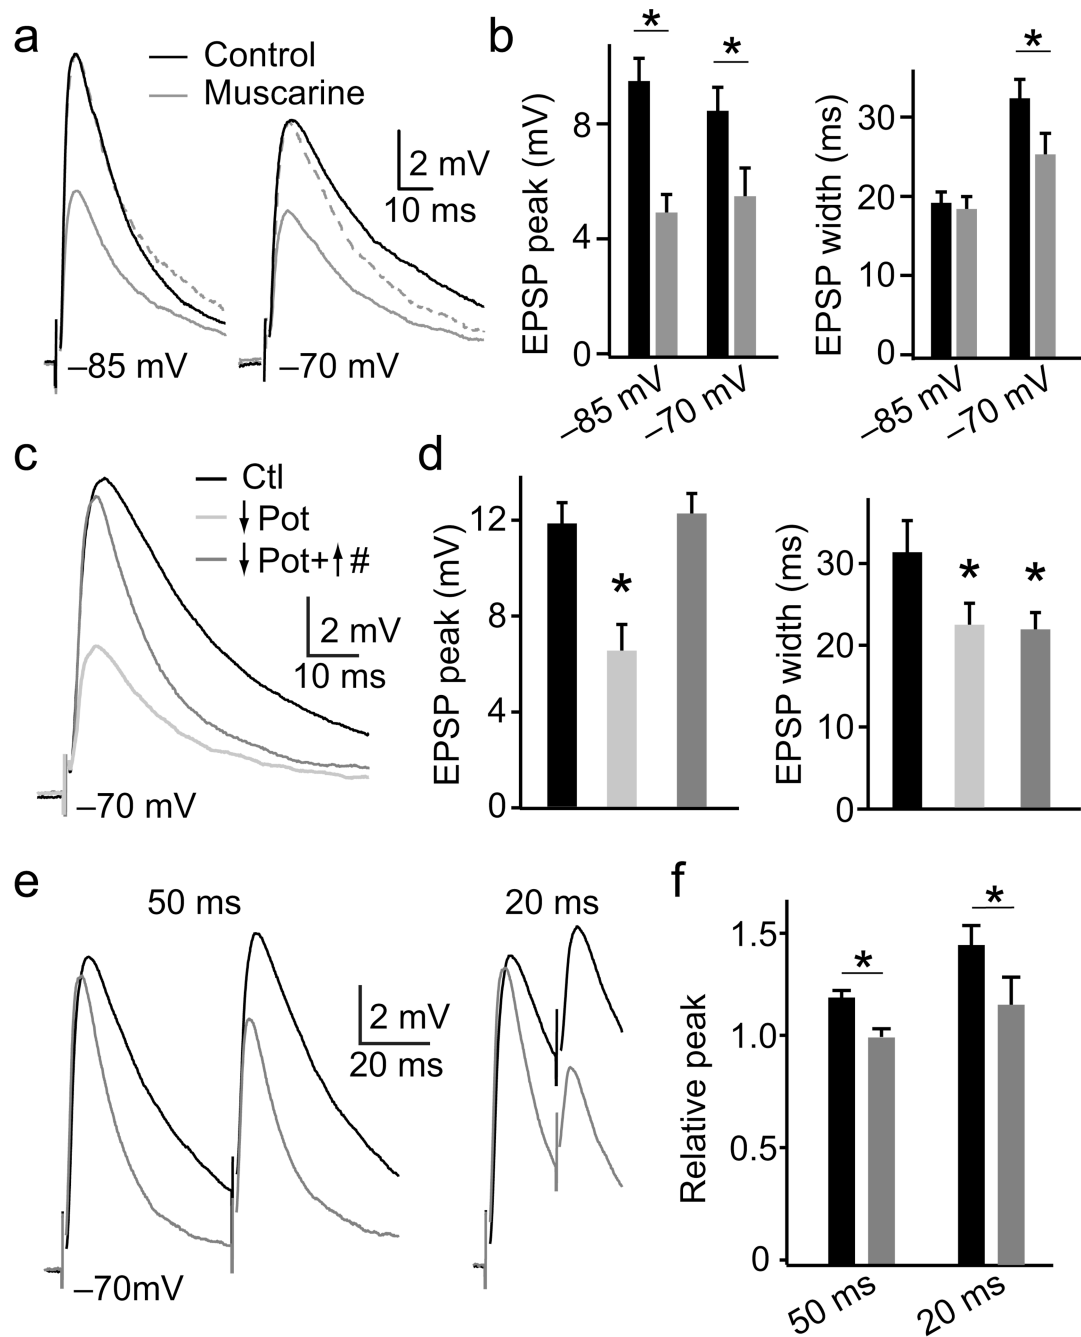 a
Control
Muscarine
2 mV
10 ms
–85 mV
–70 mV
b
EPSP peak (mV)
8
4
0
*
*
–85 mV
–70 mV
EPSP width (ms)
30
20
10
0
*
–85 mV
–70 mV
c
Ctl
↓Pot
↓Pot+↑#
2 mV
10 ms
–70 mV
d
EPSP peak (mV)
12
8
4
0
*
EPSP width (ms)
30
20
10
0
*
*
e
50 ms
20 ms
2 mV
20 ms
–70mV
f
Relative peak
1.5
1.0
0.5
0
*
*
50 ms
20 ms